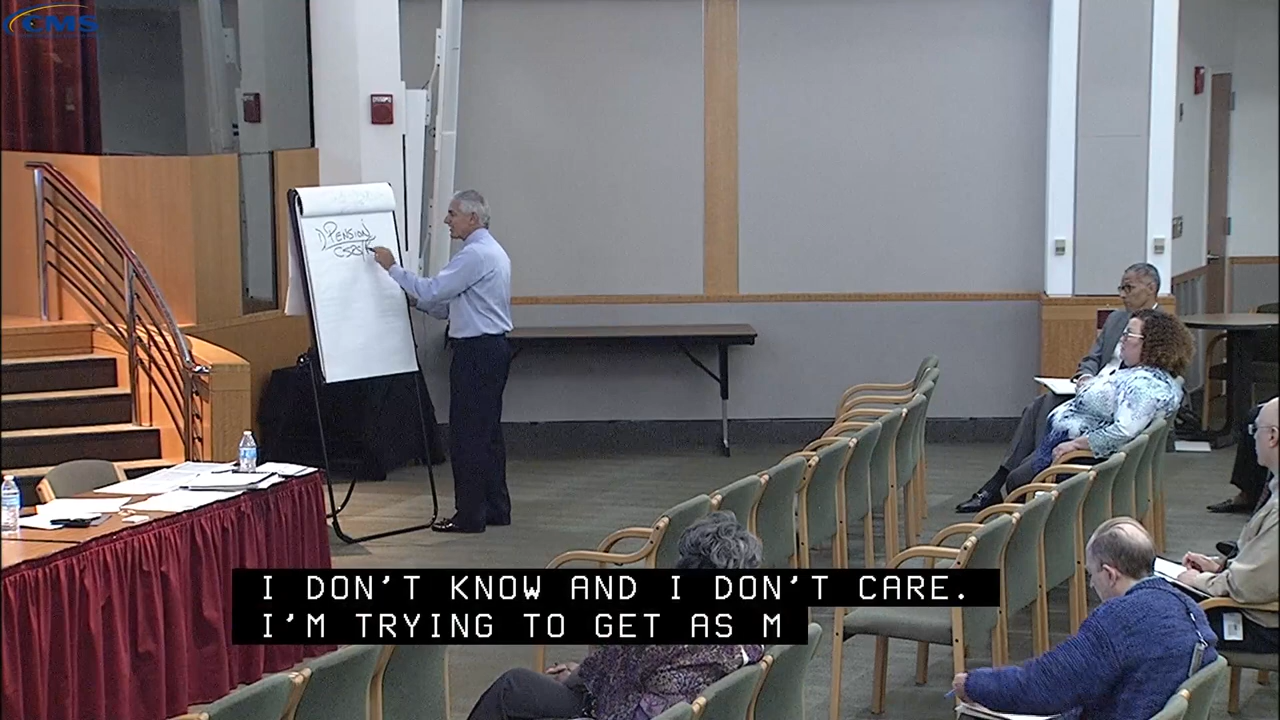 CMS
1) PENSION
I DON'T KNOW AND I DON'T CARE.
I'M TRYING TO GET AS M